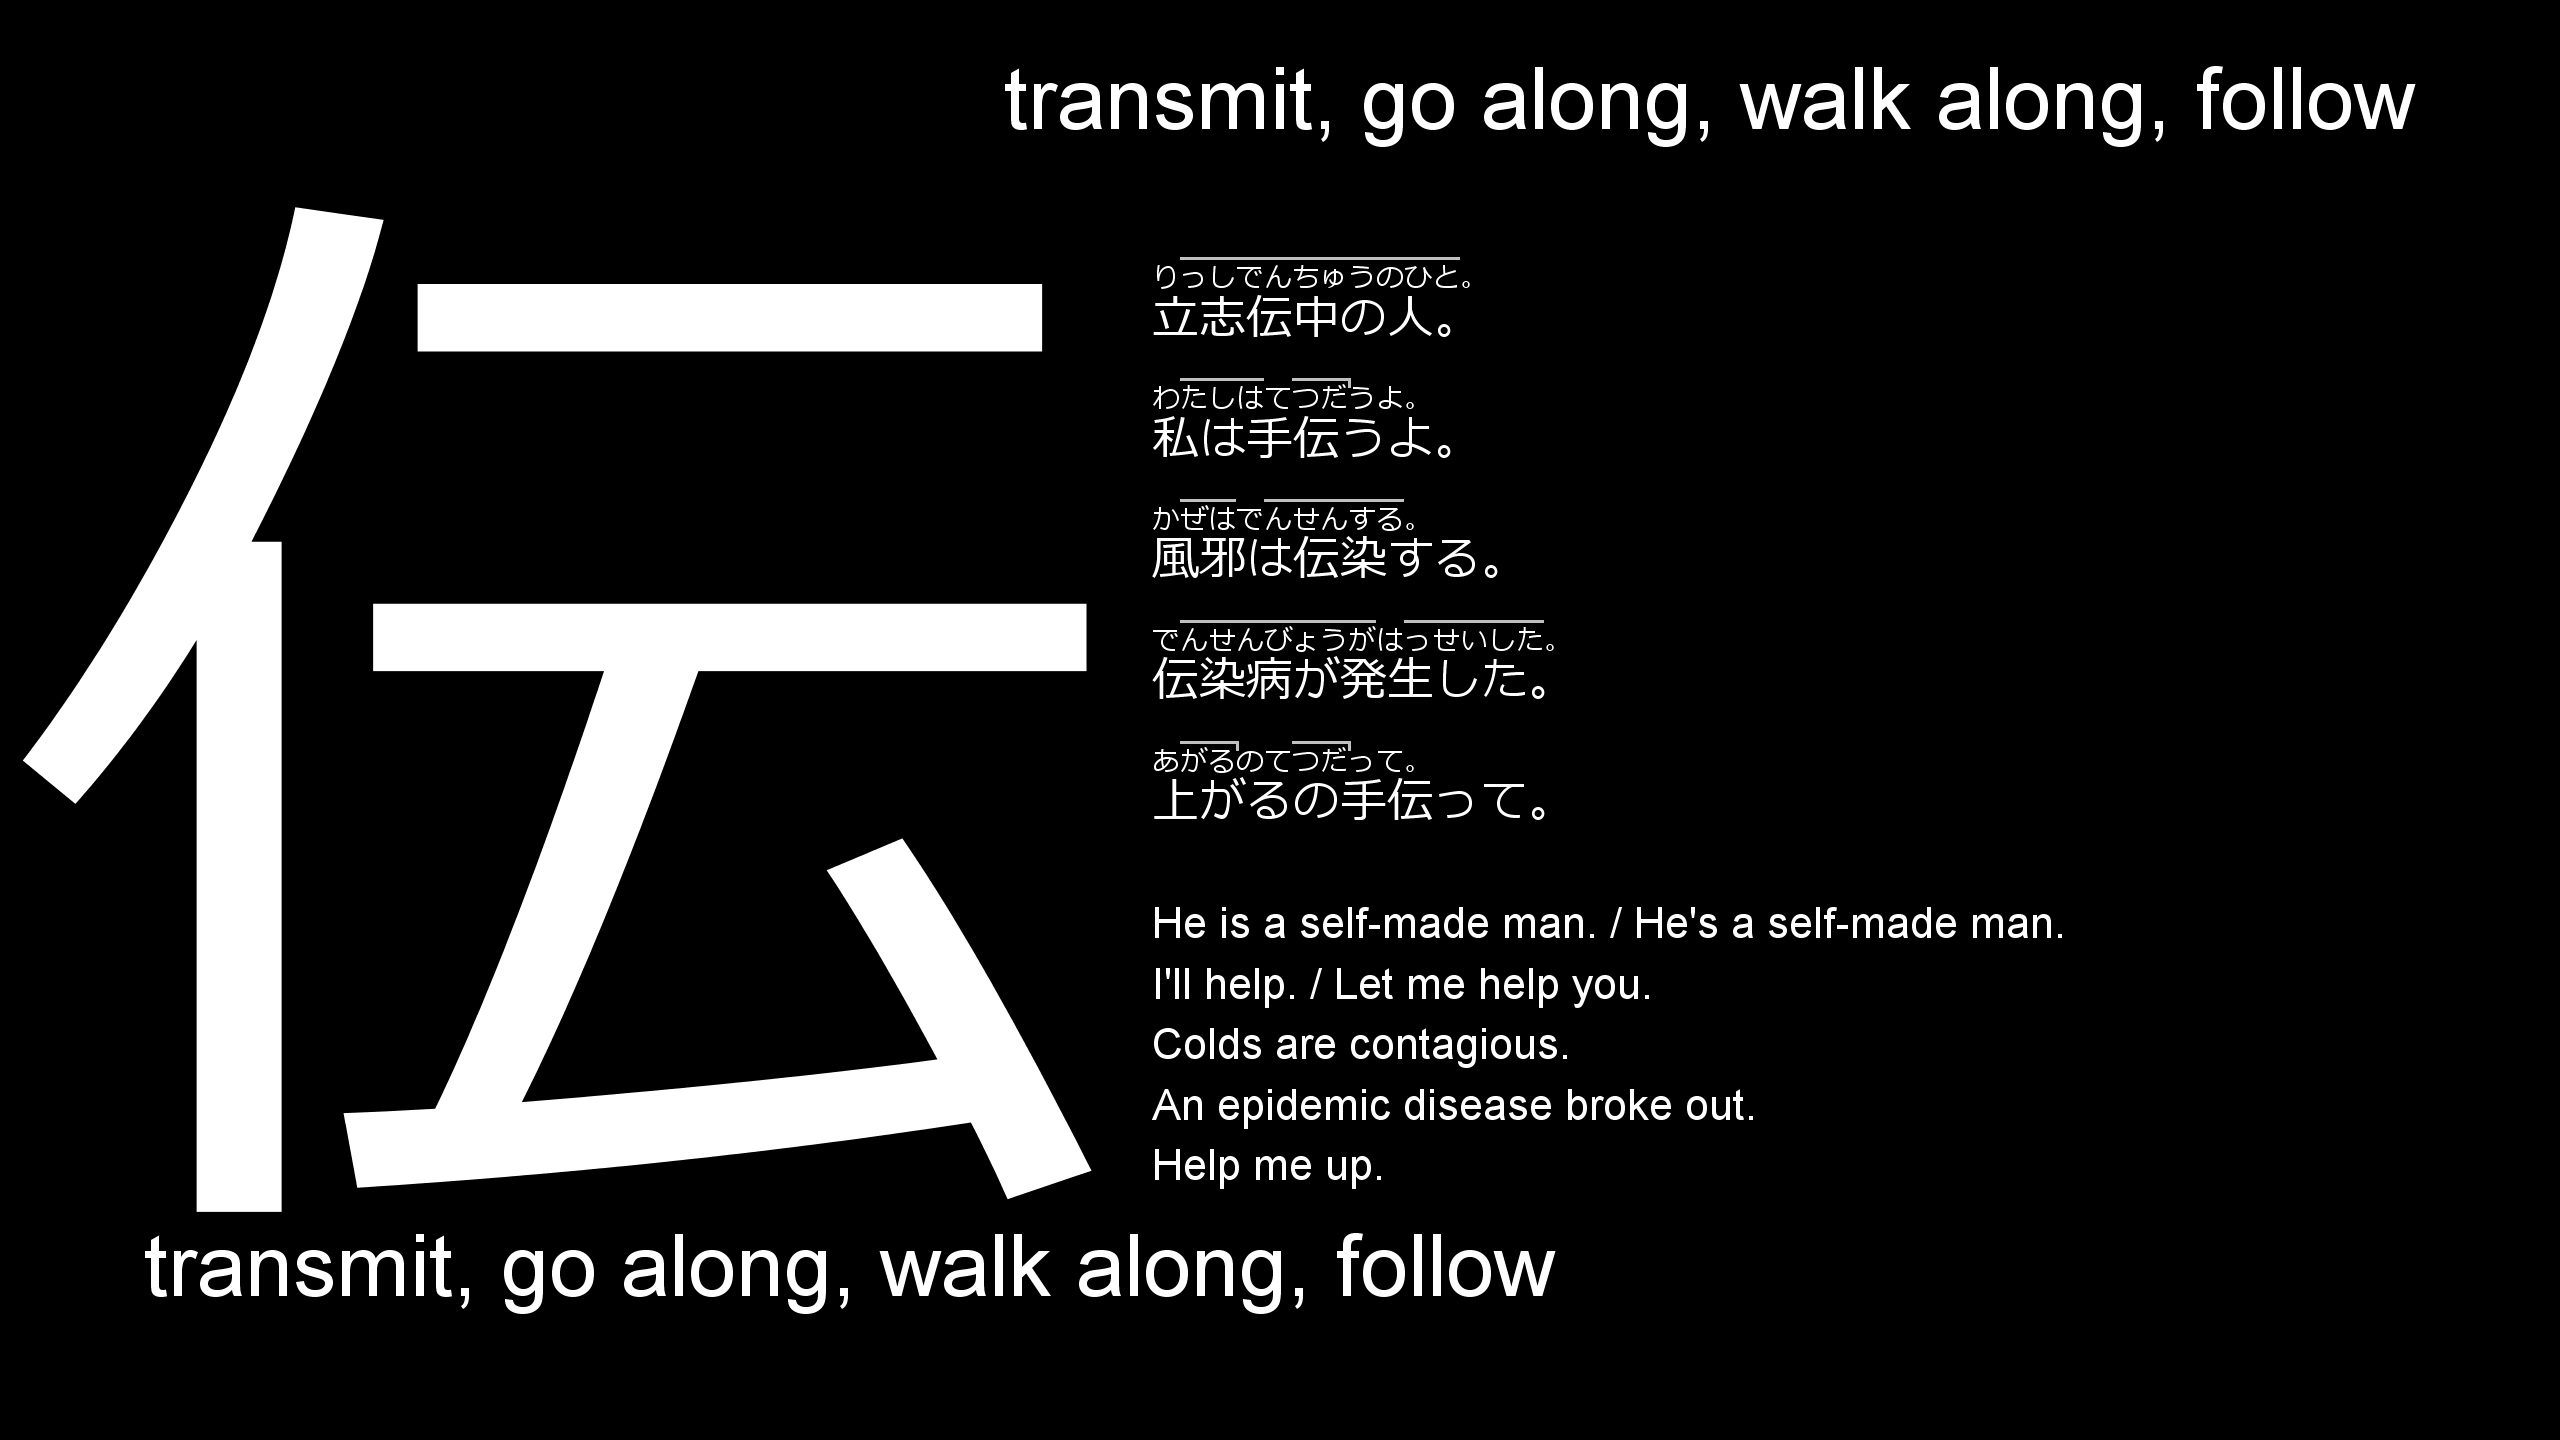 transmit, go along, walk along, follow
伝
りっしでんちゅうのひと。
立志伝中の人。
わたしはてつだうよ。
私は手伝うよ。
かぜはでんせんする。
風邪は伝染する。
でんせんびょうがはっせいした。
伝染病が発生した。
あがるのてつだって。
上がるの手伝って。
He is a self-made man. / He's a self-made man.
I'll help. / Let me help you.
Colds are contagious.
An epidemic disease broke out.
Help me up.
transmit, go along, walk along, follow